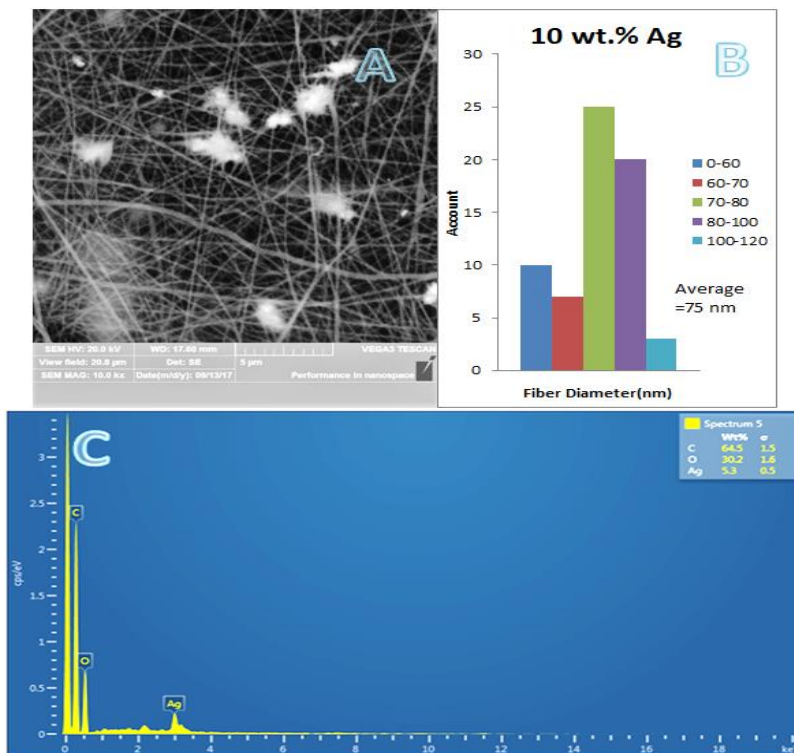 A
SEM HV: 20.0 kV
WD: 17.60 mm
VEGA3 TESCAN
View field: 20.8 µm
Det: SE
5 µm
SEM MAG: 10.0 kx
Date(m/d/y): 09/13/17
Performance in nanospace
10 wt.% Ag
B
30
25
20
15
10
5
0
Account
Fiber Diameter(nm)
0-60
60-70
70-80
80-100
100-120
Average
=75 nm
C
Spectrum 5
Wt% σ
C 64.5 1.5
O 30.2 1.6
Ag 5.3 0.5
cps/eV
3
2.5
2
1.5
1
0.5
0
C
O
Ag
0 2 4 6 8 10 12 14 16 18 ke